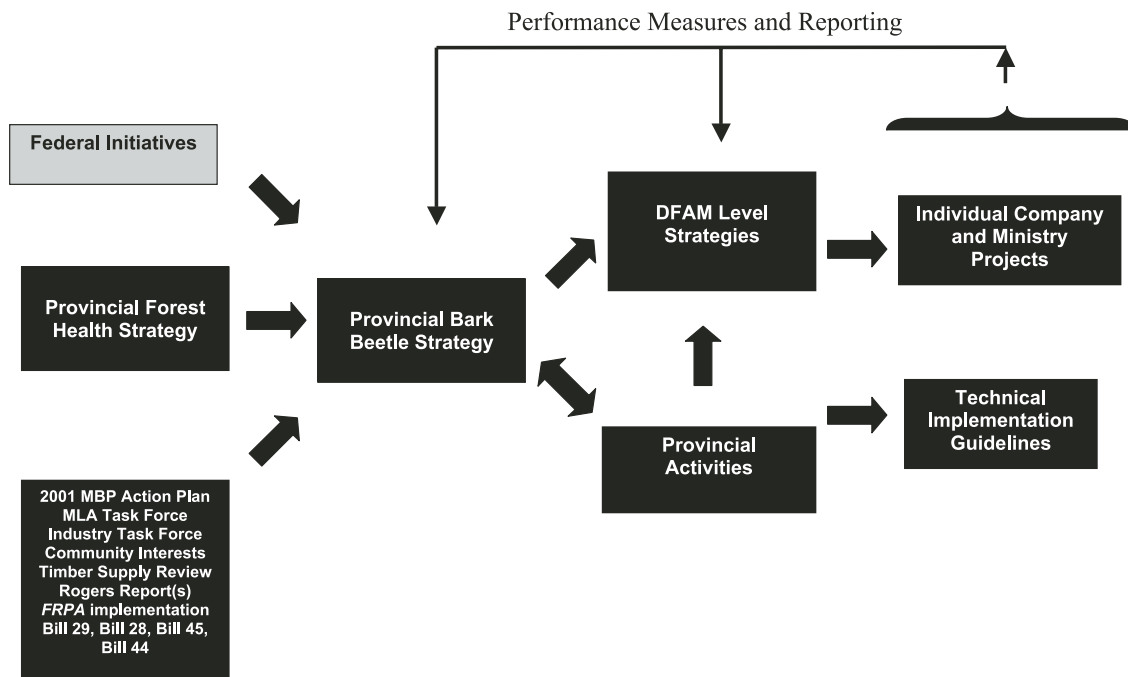 Performance Measures and Reporting
Federal Initiatives
Provincial Forest
Health Strategy
2001 MBP Action Plan
MLA Task Force
Industry Task Force
Community Interests
Timber Supply Review
Rogers Report(s)
FRPA implementation
Bill 29, Bill 28, Bill 45,
Bill 44
Provincial Bark
Beetle Strategy
DFAM Level
Strategies
Provincial
Activities
Individual Company
and Ministry
Projects
Technical
Implementation
Guidelines